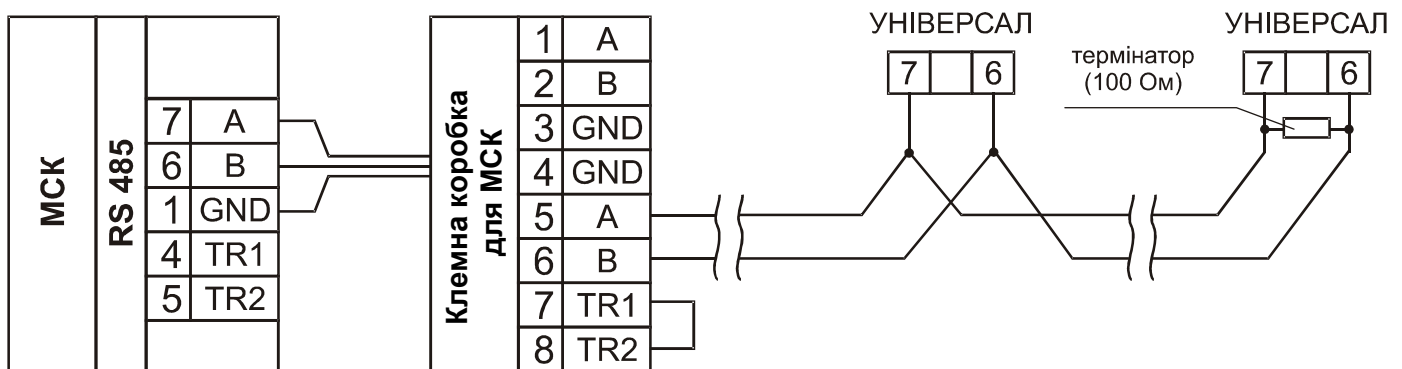 МСК
RS 485
7 A
6 B
1 GND
4 TR1
5 TR2
Клемна коробка
для МСК
1 A
2 B
3 GND
4 GND
5 A
6 B
7 TR1
8 TR2
УНІВЕРСАЛ
7 6
термінатор
(100 Ом)
УНІВЕРСАЛ
7 6